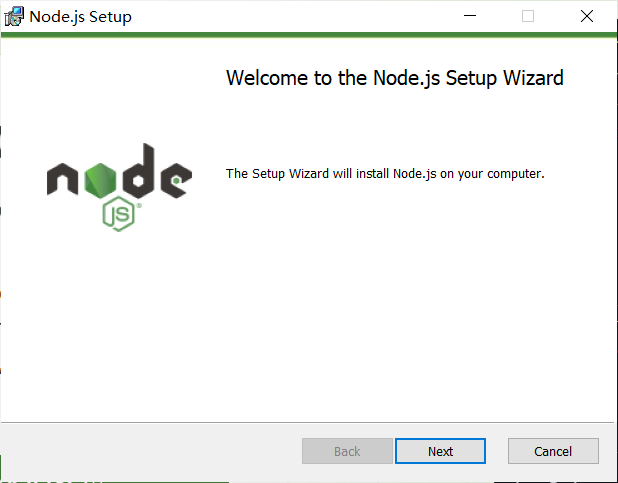 Node.js Setup
Welcome to the Node.js Setup Wizard
The Setup Wizard will install Node.js on your computer.
node
JS
Back
Next
Cancel